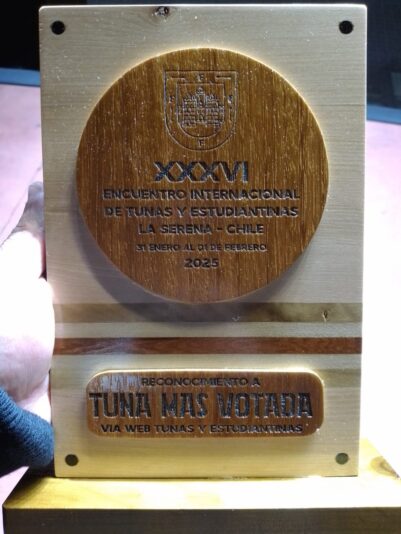 XXXVI
ENCUENTRO INTERNACIONAL
DE TUNAS Y ESTUDIANTINAS
LA SERENA - CHILE
31 ENERO AL 01 DE FEBRERO
2025
RECONOCIMIENTO A
TUNA MAS VOTADA
VIA WEB TUNAS Y ESTUDIANTINAS